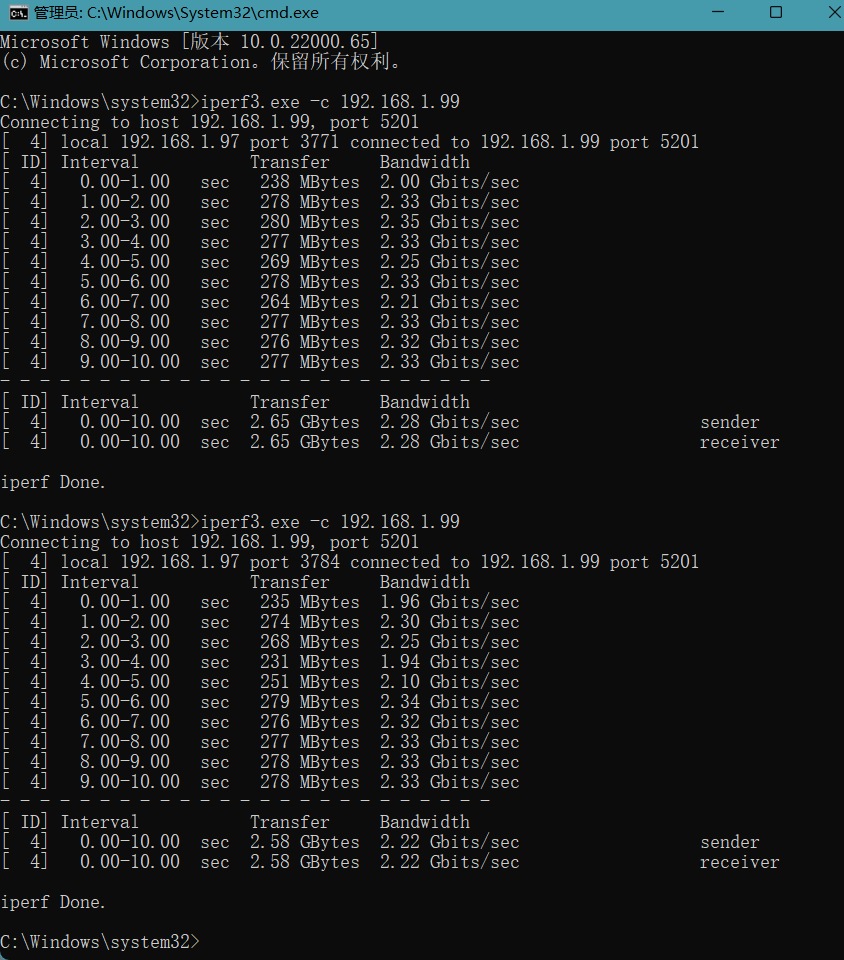 管理员: C:\Windows\System32\cmd.exe
Microsoft Windows [版本 10.0.22000.65]
(c) Microsoft Corporation。保留所有权利。
C:\Windows\system32>iperf3.exe -c 192.168.1.99
Connecting to host 192.168.1.99, port 5201
[  4] local 192.168.1.97 port 3771 connected to 192.168.1.99 port 5201
[ ID] Interval           Transfer     Bandwidth
[  4]   0.00-1.00   sec   238 MBytes  2.00 Gbits/sec
[  4]   1.00-2.00   sec   278 MBytes  2.33 Gbits/sec
[  4]   2.00-3.00   sec   280 MBytes  2.35 Gbits/sec
[  4]   3.00-4.00   sec   277 MBytes  2.33 Gbits/sec
[  4]   4.00-5.00   sec   269 MBytes  2.25 Gbits/sec
[  4]   5.00-6.00   sec   278 MBytes  2.33 Gbits/sec
[  4]   6.00-7.00   sec   264 MBytes  2.21 Gbits/sec
[  4]   7.00-8.00   sec   277 MBytes  2.33 Gbits/sec
[  4]   8.00-9.00   sec   276 MBytes  2.32 Gbits/sec
[  4]   9.00-10.00  sec   277 MBytes  2.33 Gbits/sec
- - - - - - - - - - - - - - - - - - - - - - - - -
[ ID] Interval           Transfer     Bandwidth
[  4]   0.00-10.00  sec  2.65 GBytes  2.28 Gbits/sec                  sender
[  4]   0.00-10.00  sec  2.65 GBytes  2.28 Gbits/sec                  receiver
iperf Done.
C:\Windows\system32>iperf3.exe -c 192.168.1.99
Connecting to host 192.168.1.99, port 5201
[  4] local 192.168.1.97 port 3784 connected to 192.168.1.99 port 5201
[ ID] Interval           Transfer     Bandwidth
[  4]   0.00-1.00   sec   235 MBytes  1.96 Gbits/sec
[  4]   1.00-2.00   sec   274 MBytes  2.30 Gbits/sec
[  4]   2.00-3.00   sec   268 MBytes  2.25 Gbits/sec
[  4]   3.00-4.00   sec   231 MBytes  1.94 Gbits/sec
[  4]   4.00-5.00   sec   251 MBytes  2.10 Gbits/sec
[  4]   5.00-6.00   sec   279 MBytes  2.34 Gbits/sec
[  4]   6.00-7.00   sec   276 MBytes  2.32 Gbits/sec
[  4]   7.00-8.00   sec   277 MBytes  2.33 Gbits/sec
[  4]   8.00-9.00   sec   278 MBytes  2.33 Gbits/sec
[  4]   9.00-10.00  sec   278 MBytes  2.33 Gbits/sec
- - - - - - - - - - - - - - - - - - - - - - - - -
[ ID] Interval           Transfer     Bandwidth
[  4]   0.00-10.00  sec  2.58 GBytes  2.22 Gbits/sec                  sender
[  4]   0.00-10.00  sec  2.58 GBytes  2.22 Gbits/sec                  receiver
iperf Done.
C:\Windows\system32>